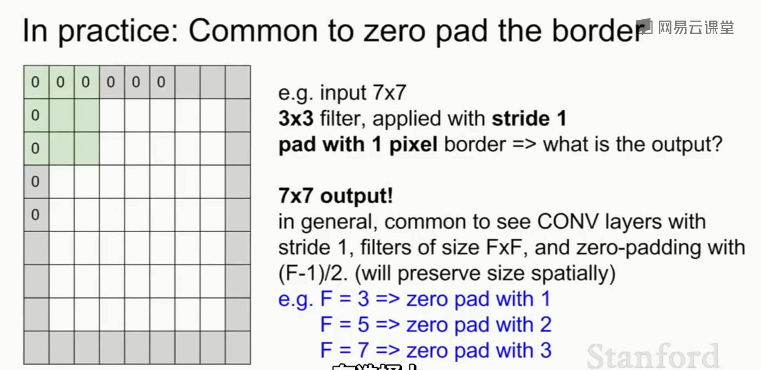 In practice: Common to zero pad the border
网易云课堂
0 0 0 0 0 0
0
0
0
0
e.g. input 7x7
3x3 filter, applied with stride 1
pad with 1 pixel border => what is the output?
7x7 output!
in general, common to see CONV layers with
stride 1, filters of size FxF, and zero-padding with
(F-1)/2. (will preserve size spatially)
e.g. F = 3 => zero pad with 1
F = 5 => zero pad with 2
F = 7 => zero pad with 3
Stanford